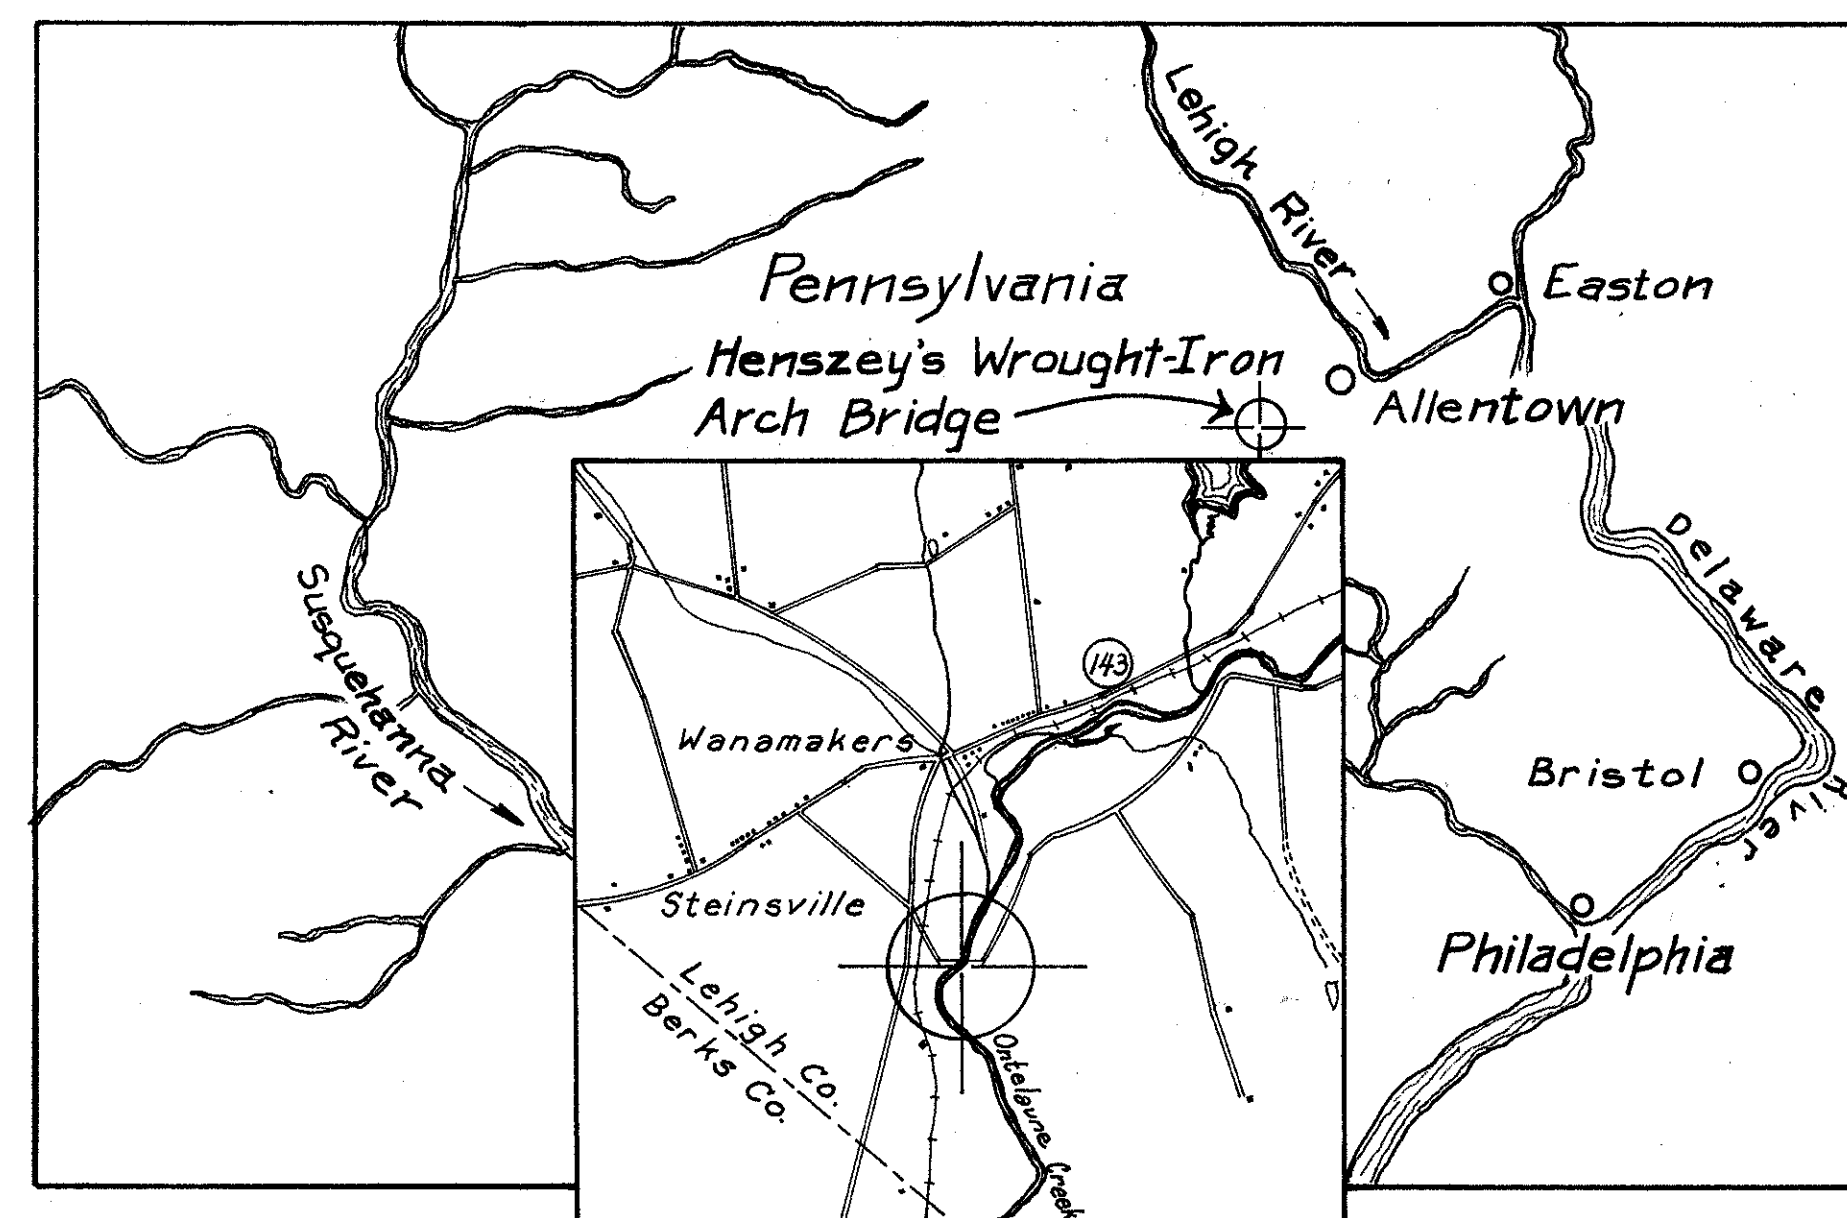 Lehigh
River
Pennsylvania
Easton
Henszey's Wrought-Iron
Arch Bridge
Allentown
Delaware
River
Susquehanna
River
143
Wanamakers
Bristol
Steinsville
Philadelphia
Lehigh Co.
Berks Co.
Ontelaune Creek